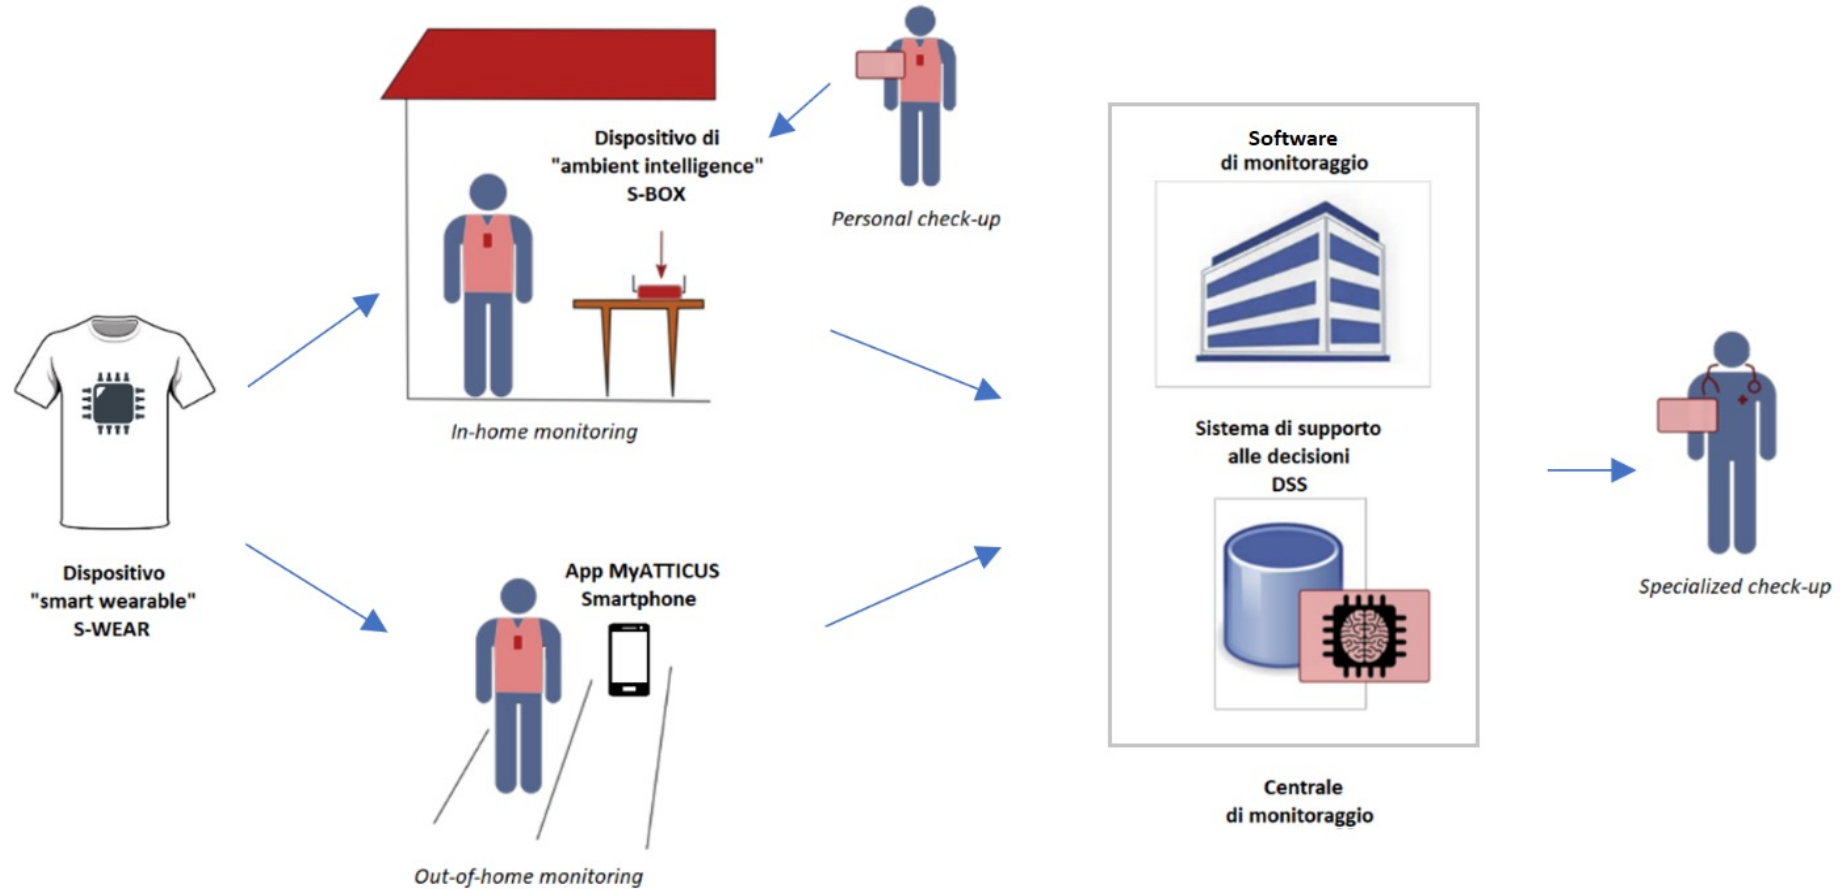 Dispositivo
"smart wearable"
S-WEAR
Dispositivo di
"ambient intelligence"
S-BOX
In-home monitoring
Personal check-up
App MyATTICUS
Smartphone
Out-of-home monitoring
Software
di monitoraggio
Sistema di supporto
alle decisioni
DSS
Centrale
di monitoraggio
Specialized check-up